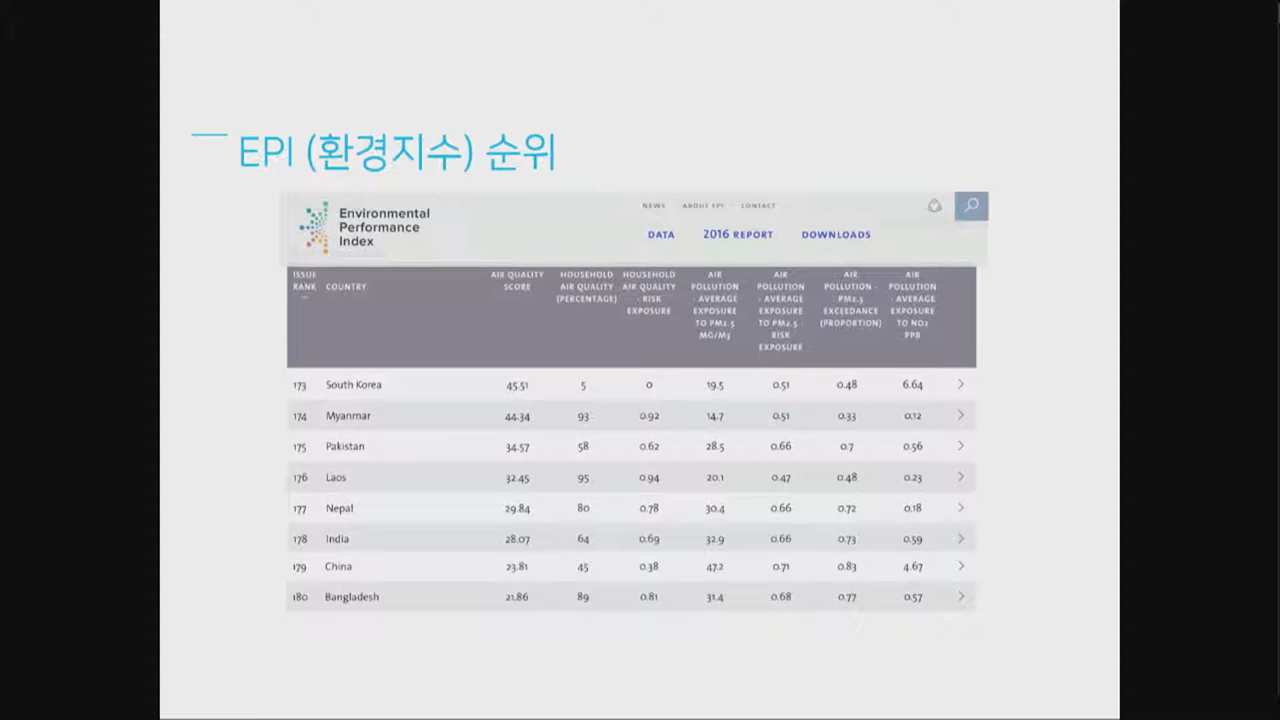 EPI (환경지수) 순위
Environmental
Performance
Index
NEWS ABOUT EPI CONTACT
DATA 2016 REPORT DOWNLOADS
ISSUE RANK COUNTRY AIR QUALITY SCORE HOUSEHOLD AIR QUALITY (PERCENTAGE) HOUSEHOLD AIR QUALITY - RISK EXPOSURE AIR POLLUTION - AVERAGE EXPOSURE TO PM2.5 MG/M3 AIR POLLUTION - AVERAGE EXPOSURE TO PM2.5 - RISK EXPOSURE AIR POLLUTION - PM2.5 EXCEEDANCE (PROPORTION) AIR POLLUTION - AVERAGE EXPOSURE TO NO2 PPB
173 South Korea 45.51 5 0 19.5 0.51 0.48 6.64
174 Myanmar 44.34 93 0.92 14.7 0.51 0.33 0.12
175 Pakistan 34.57 58 0.62 28.5 0.66 0.7 0.56
176 Laos 32.45 95 0.94 20.1 0.47 0.48 0.23
177 Nepal 29.84 80 0.78 30.4 0.66 0.72 0.18
178 India 28.07 64 0.69 32.9 0.66 0.73 0.59
179 China 23.81 45 0.38 47.2 0.71 0.83 4.67
180 Bangladesh 21.86 89 0.81 31.4 0.68 0.77 0.57